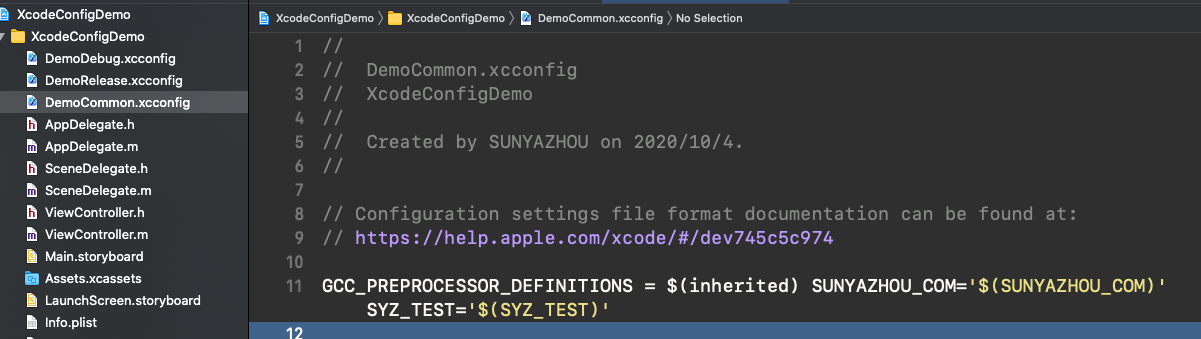 XcodeConfigDemo
XcodeConfigDemo
DemoDebug.xcconfig
DemoRelease.xcconfig
DemoCommon.xcconfig
AppDelegate.h
AppDelegate.m
SceneDelegate.h
SceneDelegate.m
ViewController.h
ViewController.m
Main.storyboard
Assets.xcassets
LaunchScreen.storyboard
Info.plist
XcodeConfigDemo 〉 XcodeConfigDemo 〉 DemoCommon.xcconfig 〉 No Selection
1 //
2 //  DemoCommon.xcconfig
3 //  XcodeConfigDemo
4 //
5 //  Created by SUNYAZHOU on 2020/10/4.
6 //
7
8 // Configuration settings file format documentation can be found at:
9 // https://help.apple.com/xcode/#/dev745c5c974
10
11 GCC_PREPROCESSOR_DEFINITIONS = $(inherited) SUNYAZHOU_COM='$(SUNYAZHOU_COM)'
SYZ_TEST='$(SYZ_TEST)'
12